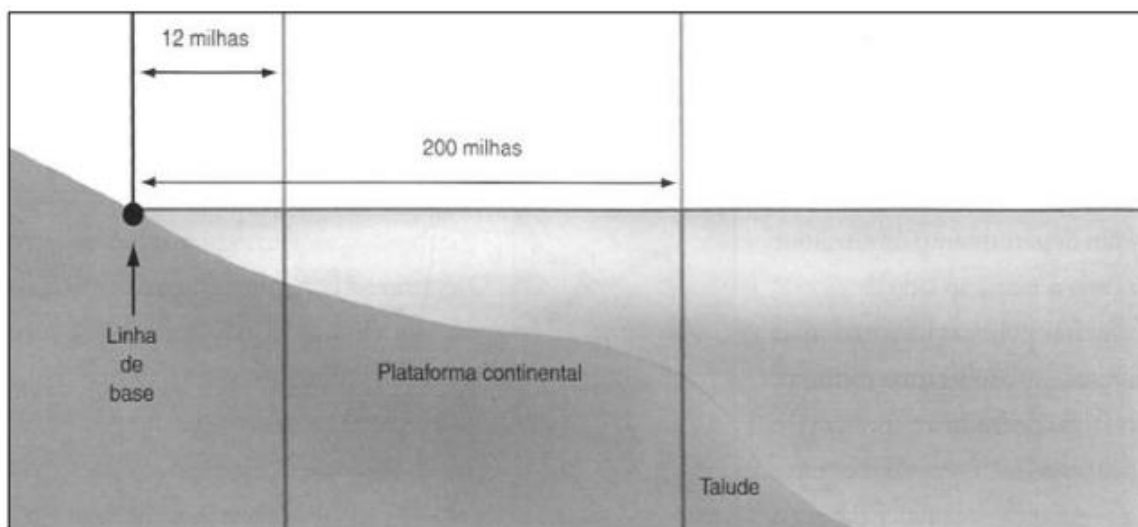 12 milhas
200 milhas
Linha
de
base
Plataforma continental
Talude